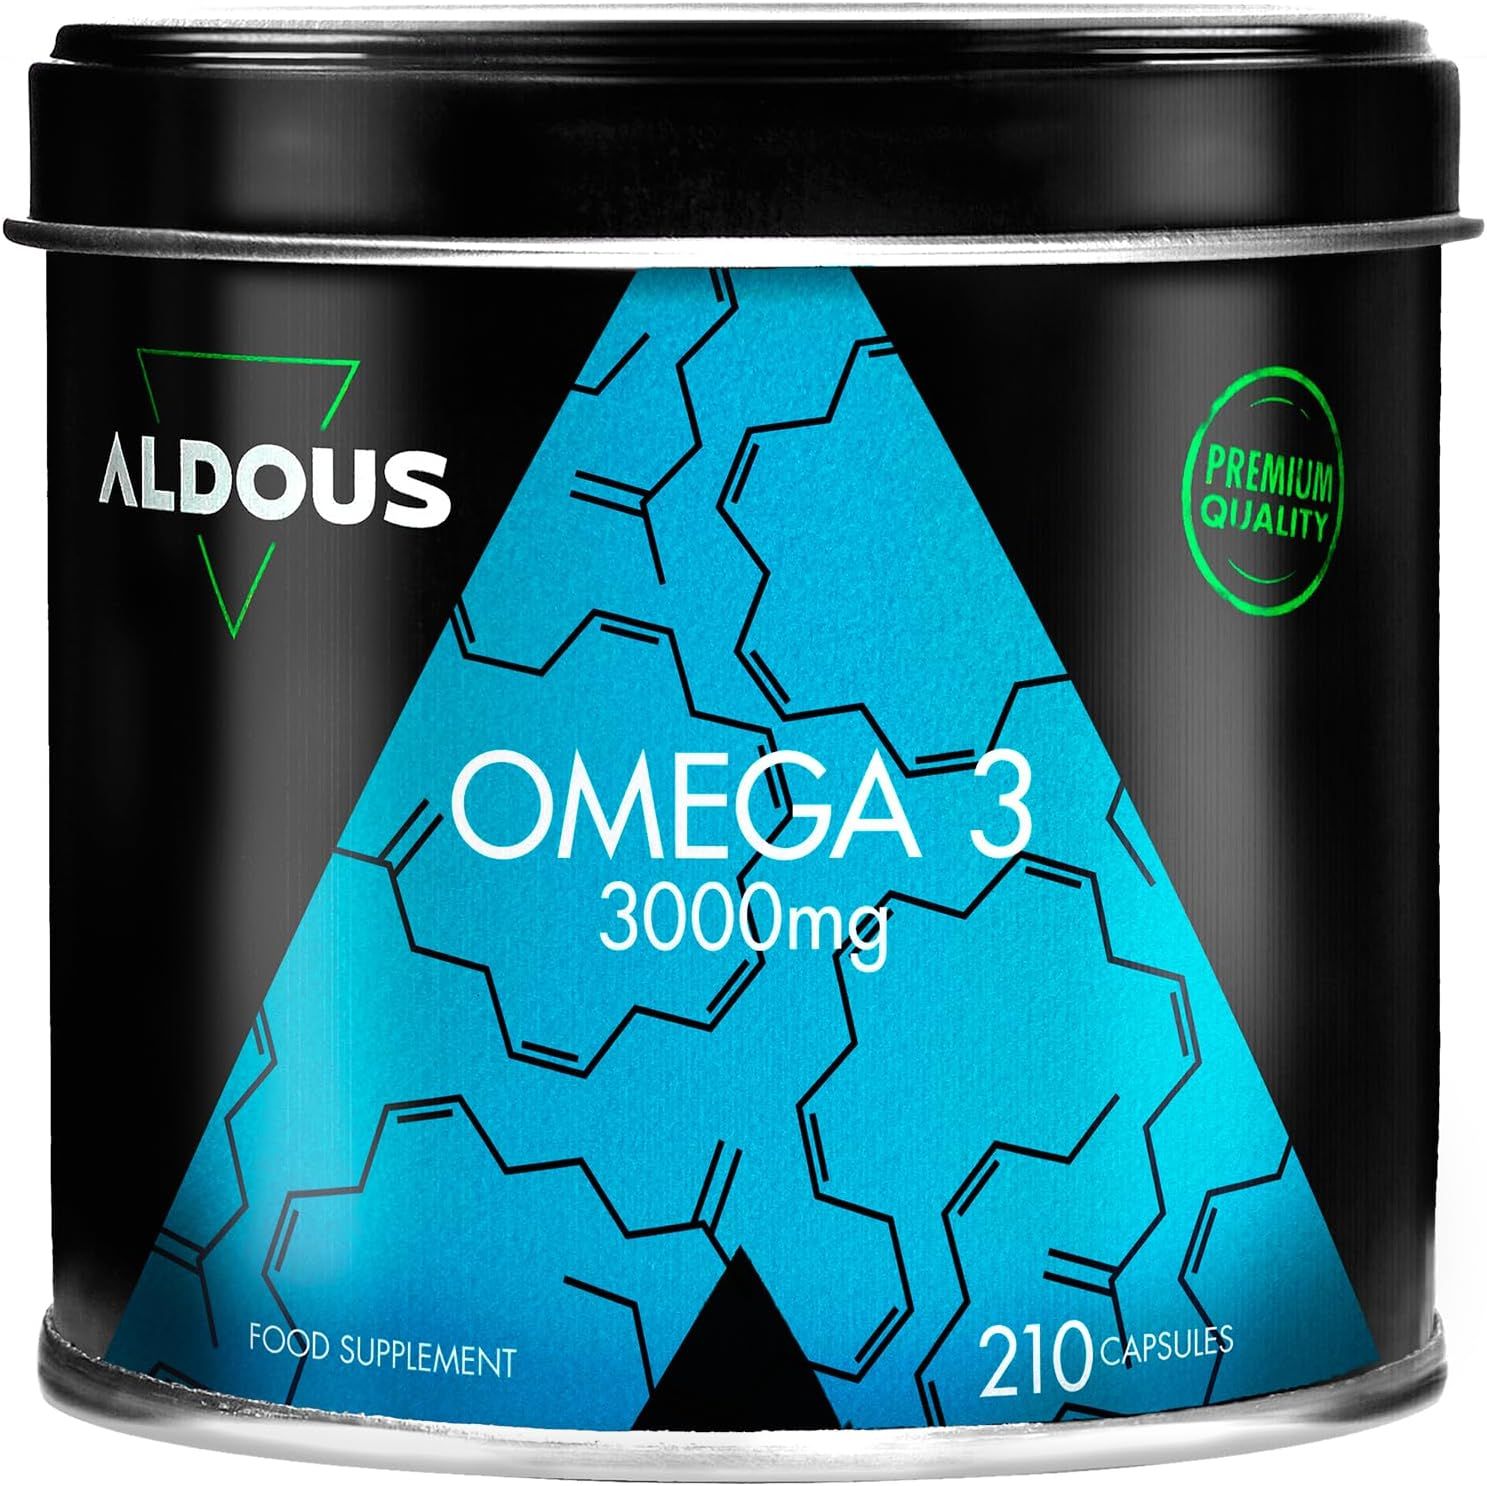 ALDOUS
PREMIUM
QUALITY
OMEGA 3
3000mg
FOOD SUPPLEMENT
210 CAPSULES